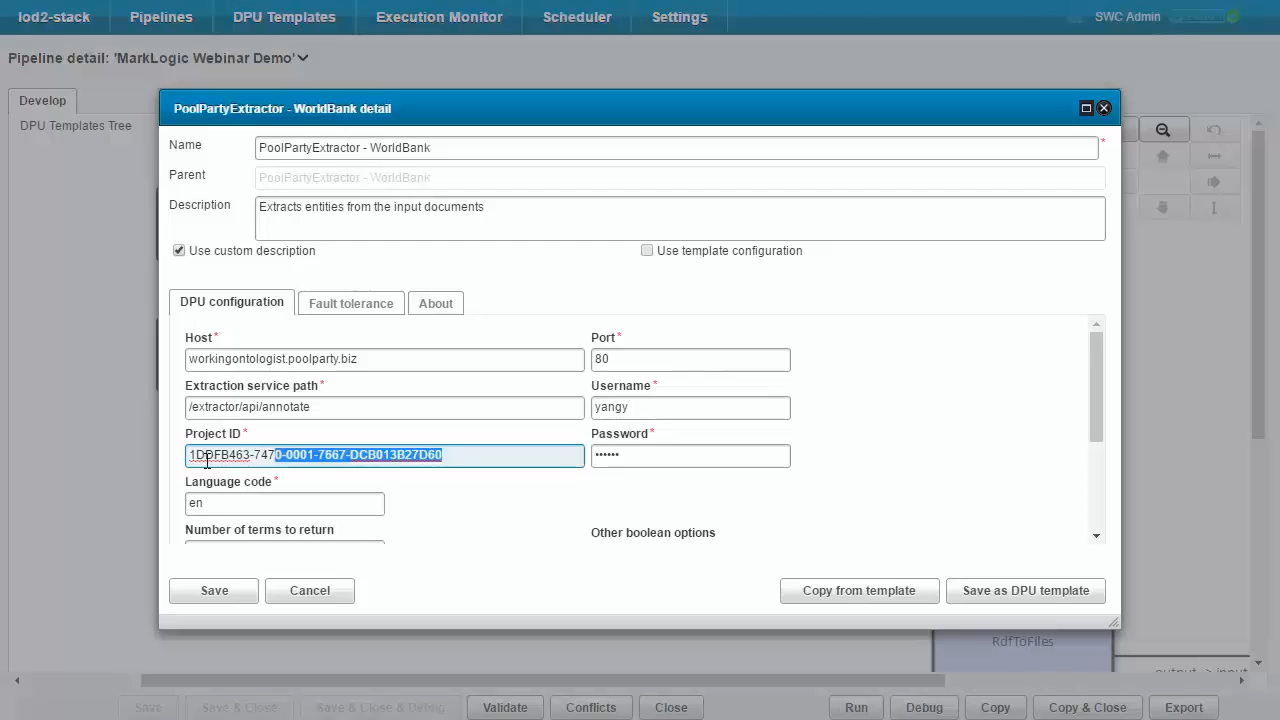 lod2-stack Pipelines DPU Templates Execution Monitor Scheduler Settings SWC Admin
Pipeline detail: 'MarkLogic Webinar Demo'
Develop
DPU Templates Tree
PoolPartyExtractor - WorldBank detail
Name PoolPartyExtractor - WorldBank *
Parent PoolPartyExtractor - WorldBank
Description Extracts entities from the input documents
Use custom description Use template configuration
DPU configuration Fault tolerance About
Host * Port *
workingontologist.poolparty.biz 80
Extraction service path * Username *
/extractor/api/annotate yangy
Project ID * Password *
1DDFB463-7470-0001-7667-DCB013B27D60 ••••••
Language code *
en
Number of terms to return Other boolean options
Save Cancel Copy from template Save as DPU template
RdfToFiles
output -> input
Save Save & Close Save & Close & Debug Validate Conflicts Close Run Debug Copy Copy & Close Export